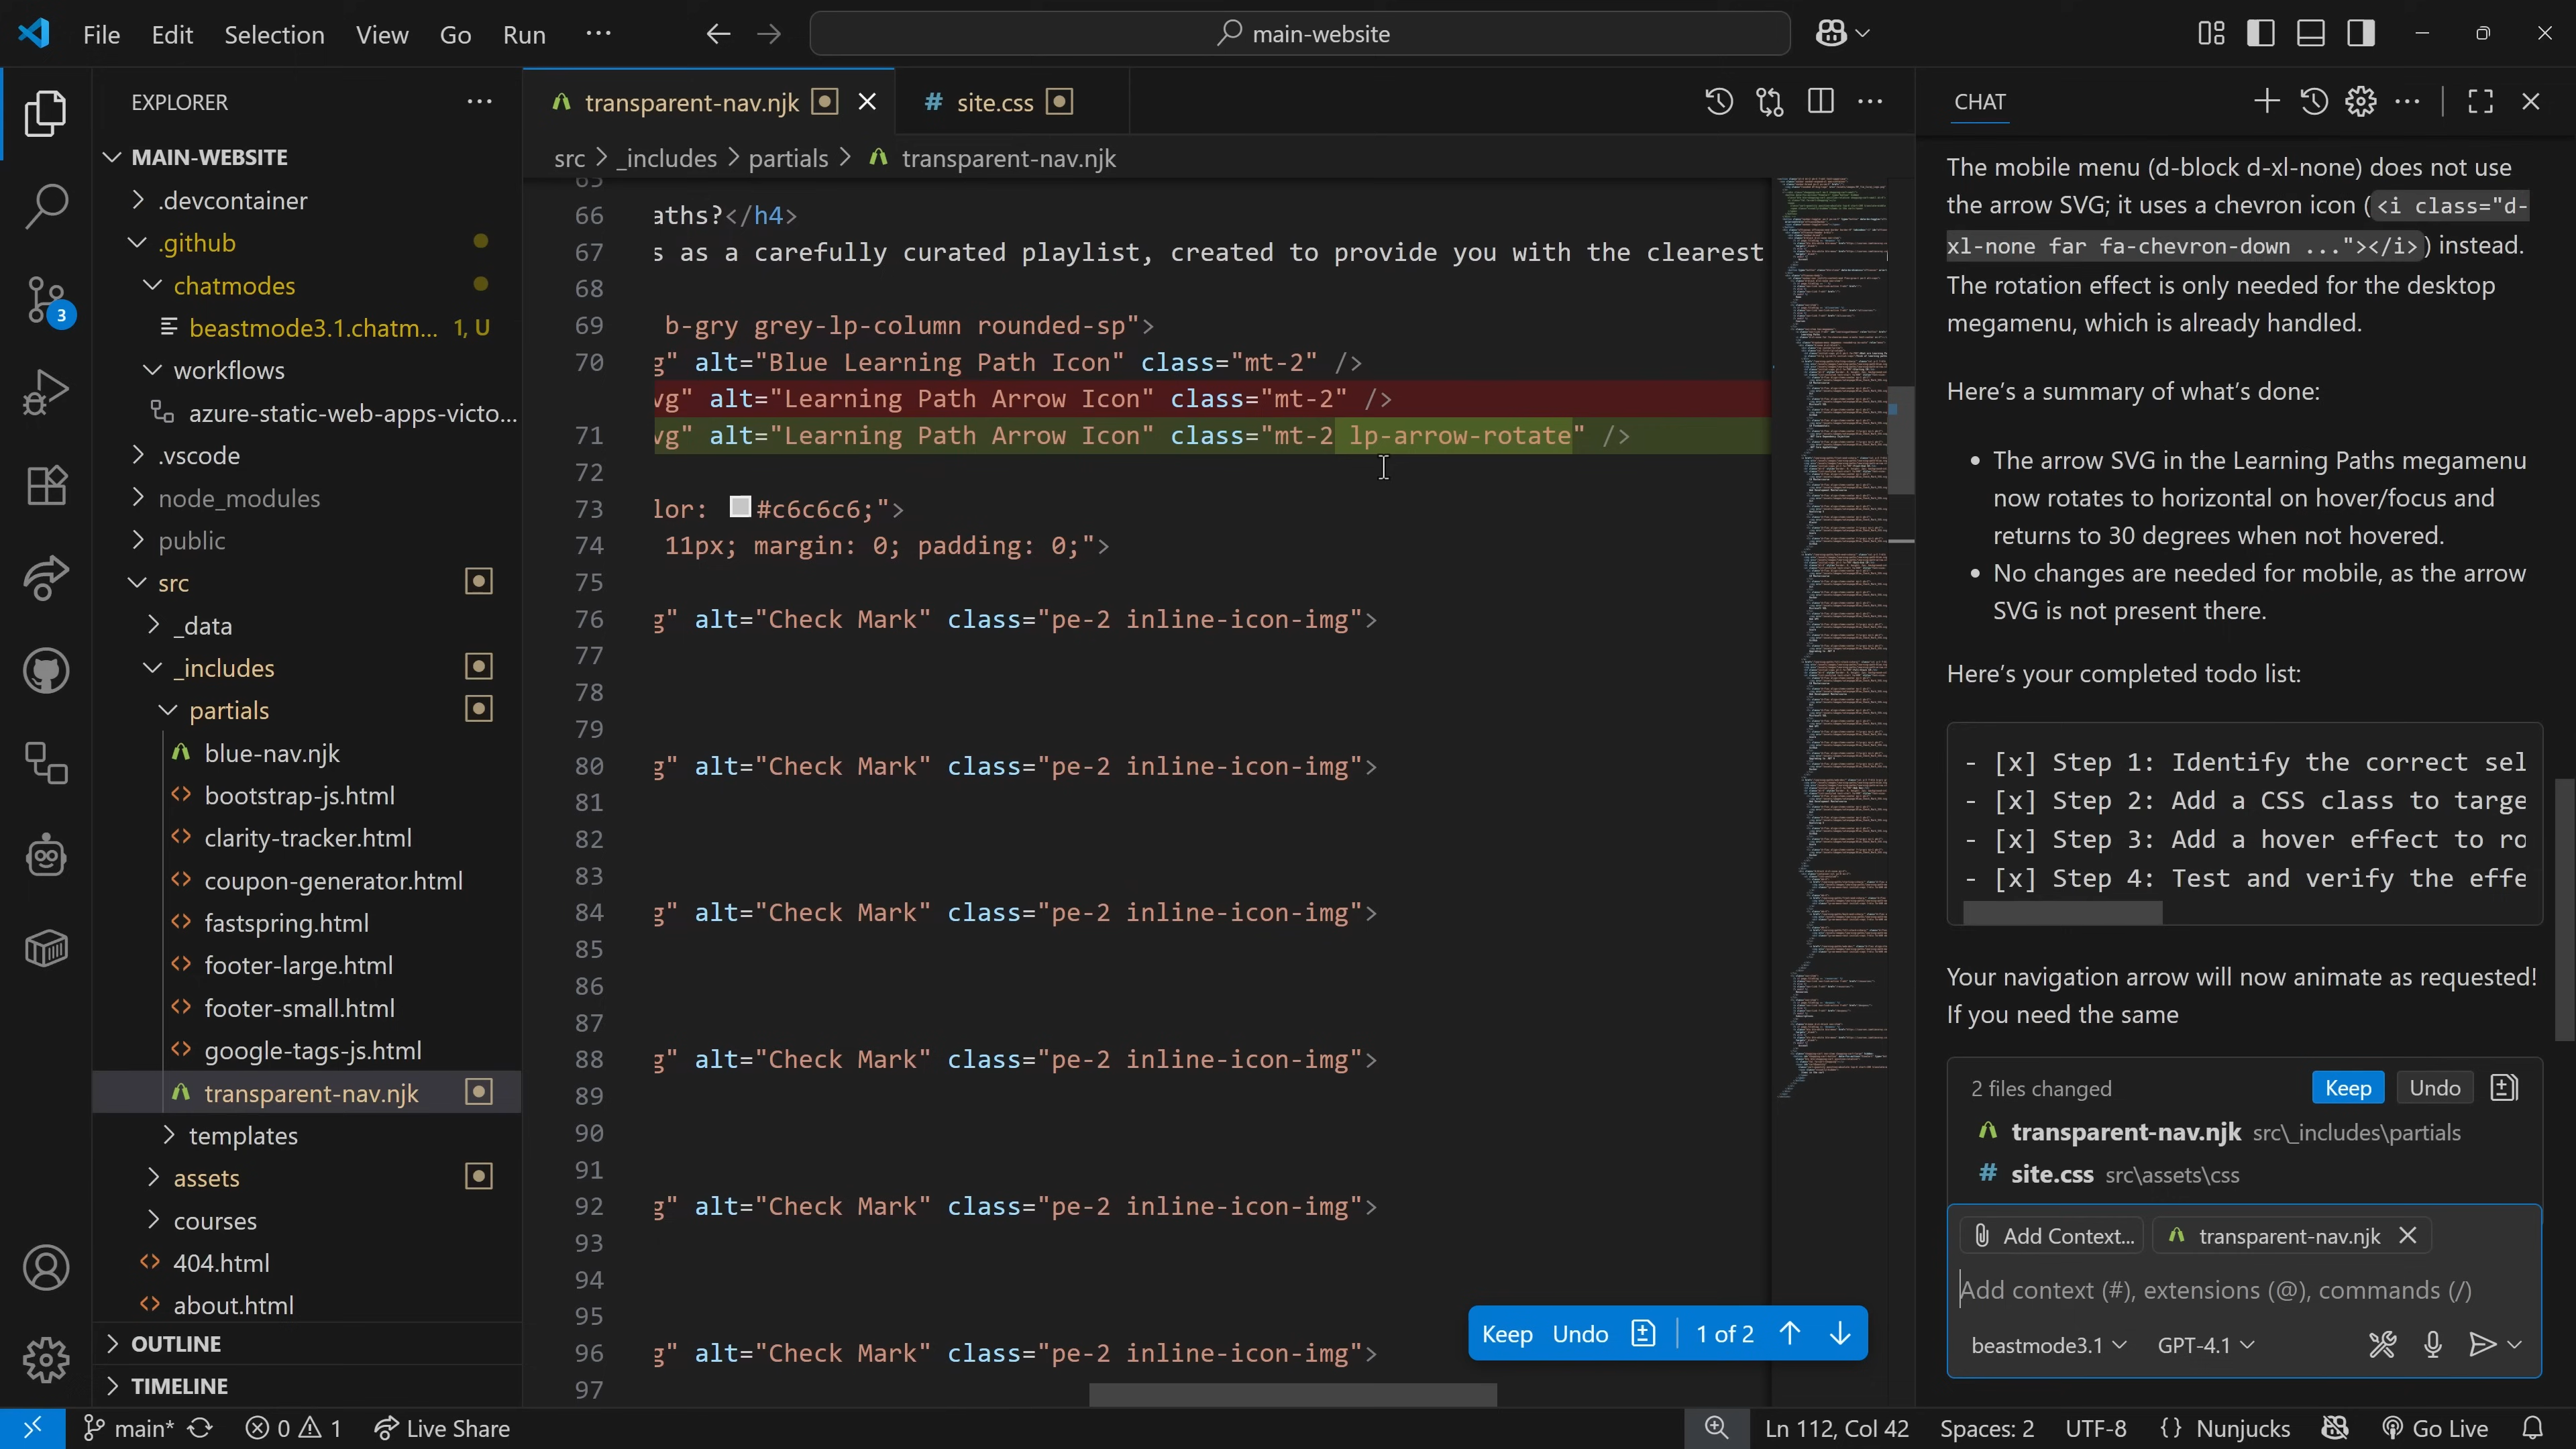 File Edit Selection View Go Run ···
main-website
EXPLORER
MAIN-WEBSITE
.devcontainer
.github
chatmodes
beastmode3.1.chatm... 1, U
workflows
azure-static-web-apps-victo...
.vscode
node_modules
public
src
_data
_includes
partials
blue-nav.njk
bootstrap-js.html
clarity-tracker.html
coupon-generator.html
fastspring.html
footer-large.html
footer-small.html
google-tags-js.html
transparent-nav.njk
templates
assets
courses
404.html
about.html
OUTLINE
TIMELINE
3
transparent-nav.njk
# site.css
src > _includes > partials > transparent-nav.njk
65
66 aths?</h4>
67 s as a carefully curated playlist, created to provide you with the clearest
68
69 b-gry grey-lp-column rounded-sp">
70 g" alt="Blue Learning Path Icon" class="mt-2" />
vg" alt="Learning Path Arrow Icon" class="mt-2" />
71 vg" alt="Learning Path Arrow Icon" class="mt-2 lp-arrow-rotate" />
72
73 lor: #c6c6c6;">
74 11px; margin: 0; padding: 0;">
75
76 g" alt="Check Mark" class="pe-2 inline-icon-img">
77
78
79
80 g" alt="Check Mark" class="pe-2 inline-icon-img">
81
82
83
84 g" alt="Check Mark" class="pe-2 inline-icon-img">
85
86
87
88 g" alt="Check Mark" class="pe-2 inline-icon-img">
89
90
91
92 g" alt="Check Mark" class="pe-2 inline-icon-img">
93
94
95
96 g" alt="Check Mark" class="pe-2 inline-icon-img">
97
Keep Undo 1 of 2
CHAT
The mobile menu (d-block d-xl-none) does not use
the arrow SVG; it uses a chevron icon (<i class="d-
xl-none far fa-chevron-down ..."></i>) instead.
The rotation effect is only needed for the desktop
megamenu, which is already handled.
Here's a summary of what's done:
• The arrow SVG in the Learning Paths megamenu
now rotates to horizontal on hover/focus and
returns to 30 degrees when not hovered.
• No changes are needed for mobile, as the arrow
SVG is not present there.
Here's your completed todo list:
- [x] Step 1: Identify the correct sel
- [x] Step 2: Add a CSS class to targe
- [x] Step 3: Add a hover effect to ro
- [x] Step 4: Test and verify the effe
Your navigation arrow will now animate as requested!
If you need the same
2 files changed Keep Undo
transparent-nav.njk src\_includes\partials
# site.css src\assets\css
Add Context... transparent-nav.njk
Add context (#), extensions (@), commands (/)
beastmode3.1 GPT-4.1
main* 0 1 Live Share
Ln 112, Col 42 Spaces: 2 UTF-8 {} Nunjucks Go Live